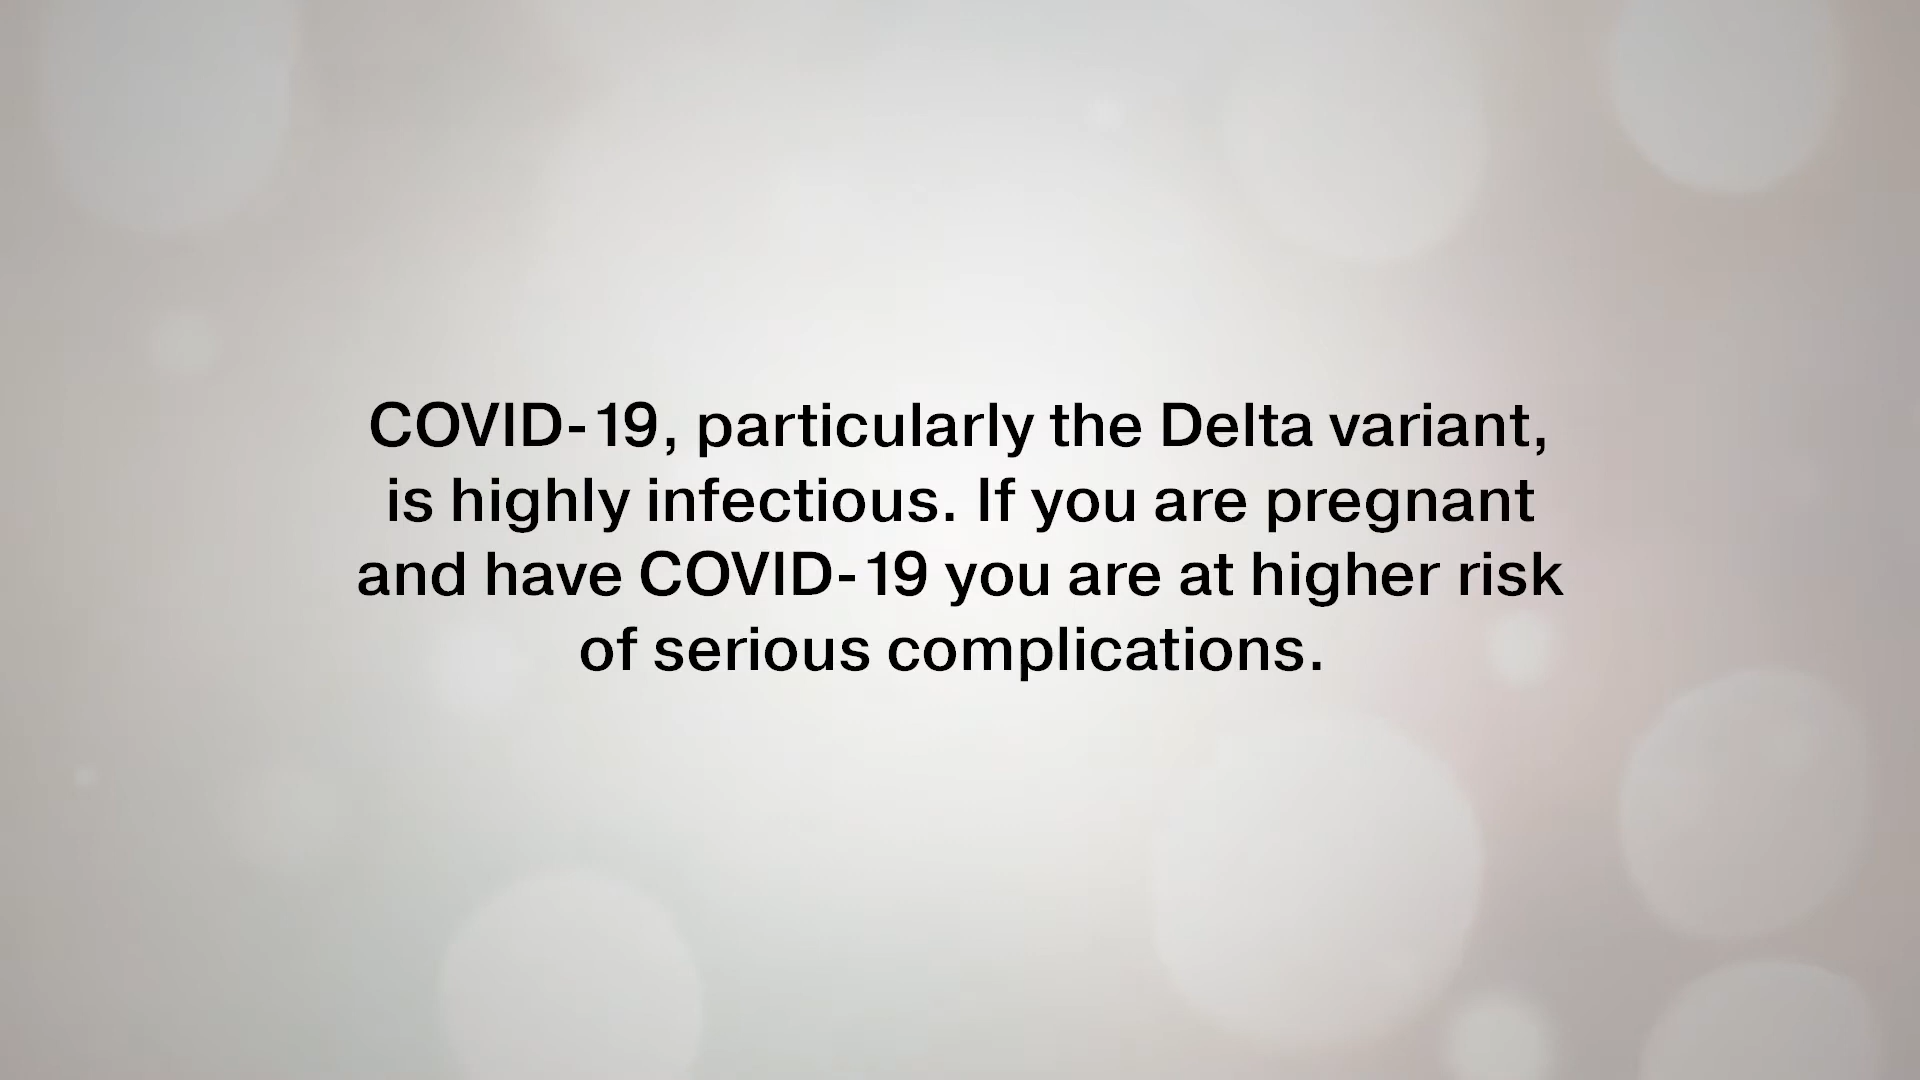 COVID-19, particularly the Delta variant,
is highly infectious. If you are pregnant
and have COVID-19 you are at higher risk
of serious complications.